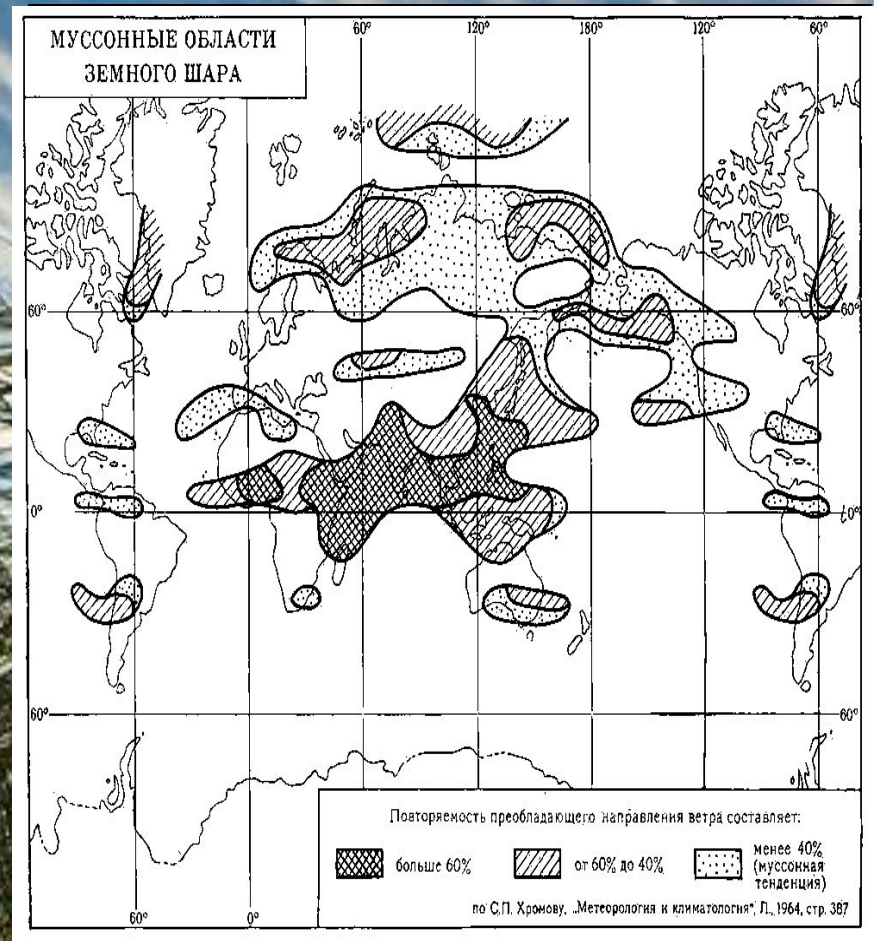 МУССОННЫЕ ОБЛАСТИ
ЗЕМНОГО ШАРА
60° 120° 180° 120° 60°
60° 60°
0° 0°
60° 60°
Повторяемость преобладающего направления ветра составляет:
больше 60% от 60% до 40% менее 40%
(муссонная
тенденция)
по С.П. Хромову, „Метеорология и климатология", Л., 1964, стр. 387
60° 0°